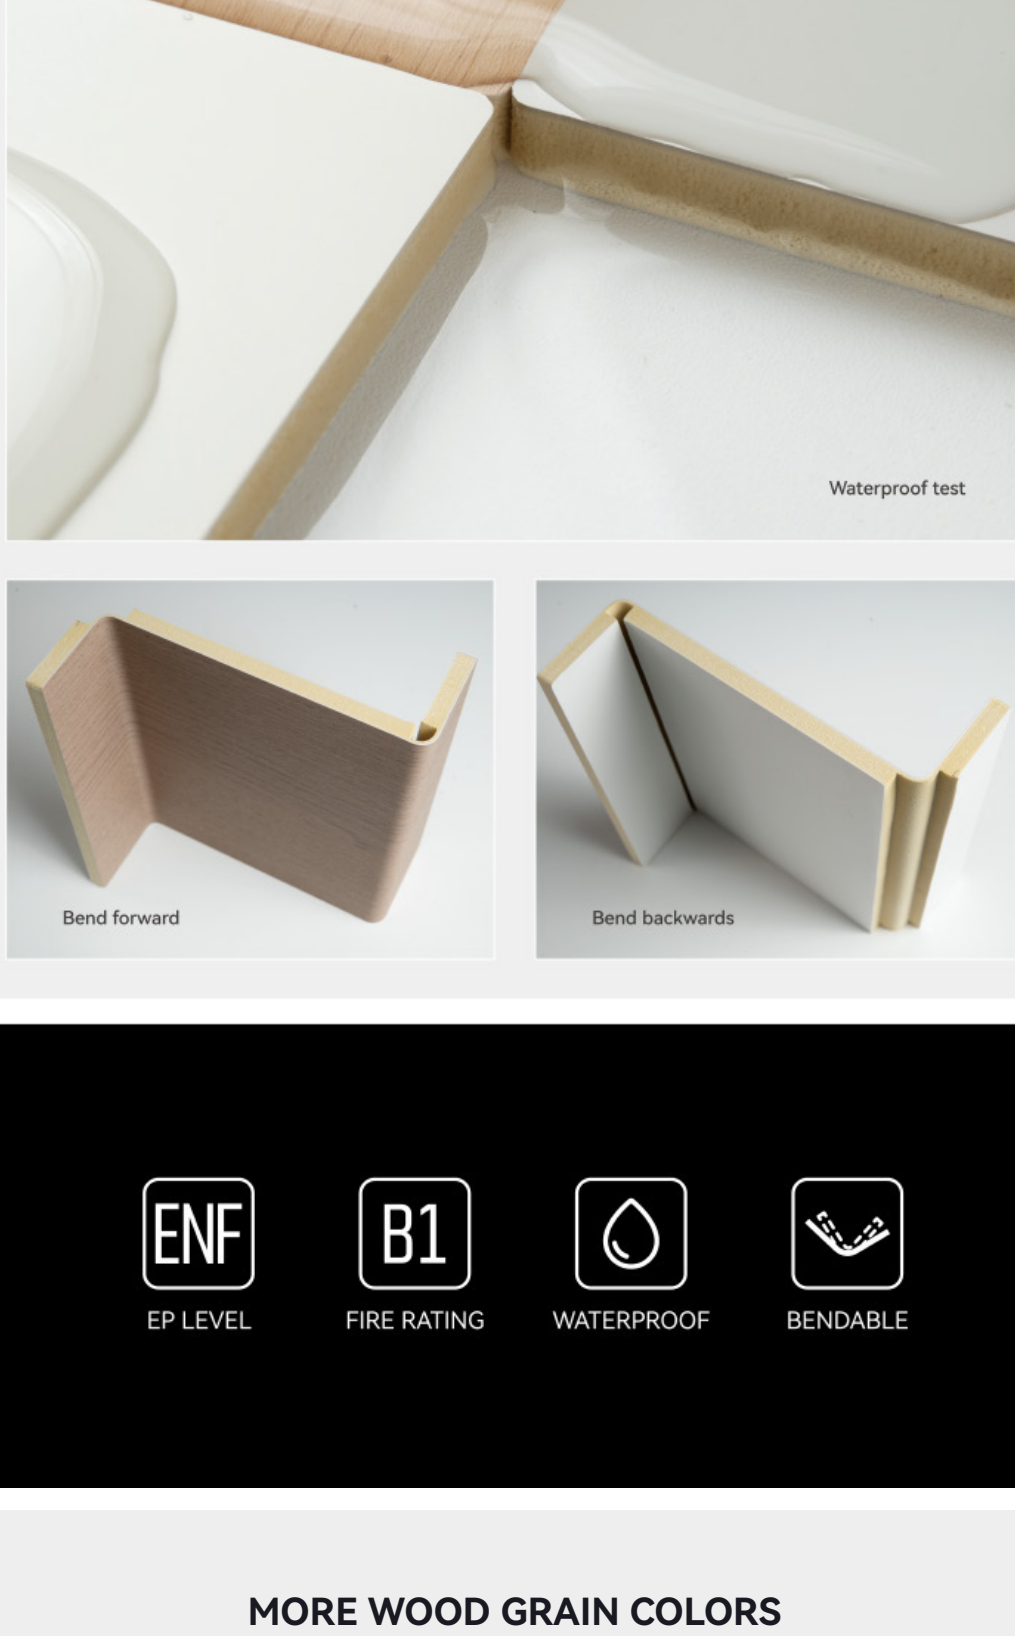 Waterproof test
Bend forward
Bend backwards
ENF
B1
EP LEVEL
FIRE RATING
WATERPROOF
BENDABLE
MORE WOOD GRAIN COLORS